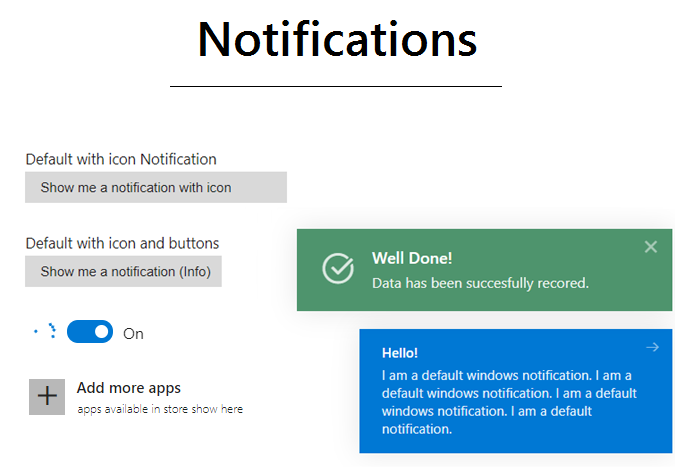 Notifications
Default with icon Notification
Show me a notification with icon
Default with icon and buttons
Show me a notification (Info)
On
Add more apps
apps available in store show here
Well Done!
Data has been succesfully recored.
Hello!
I am a default windows notification. I am a
default windows notification. I am a default
windows notification. I am a default
notification.